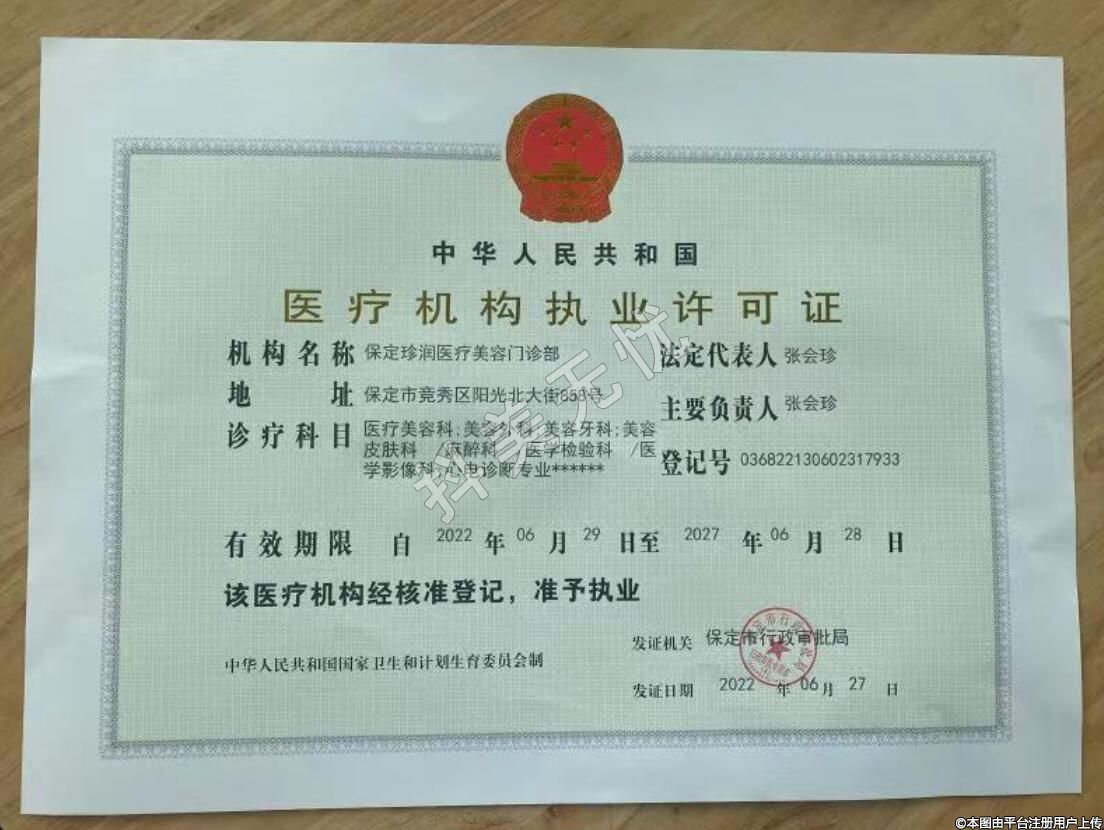 中华人民共和国
医疗机构执业许可证
机构名称 保定珍润医疗美容门诊部 法定代表人 张会珍
地 址 保定市竞秀区阳光北大街858号 主要负责人 张会珍
诊疗科目 医疗美容科;美容外科;美容牙科;美容
皮肤科 /麻醉科 /医学检验科 /医
学影像科;心电诊断专业******
登记号 036822130602317933
有效期限 自 2022 年 06 月 29 日至 2027 年 06 月 28 日
该医疗机构经核准登记，准予执业
发证机关 保定市行政审批局
中华人民共和国国家卫生和计划生育委员会制
发证日期 2022 年 06 月 27 日
抖美无忧
©本图由平台注册用户上传